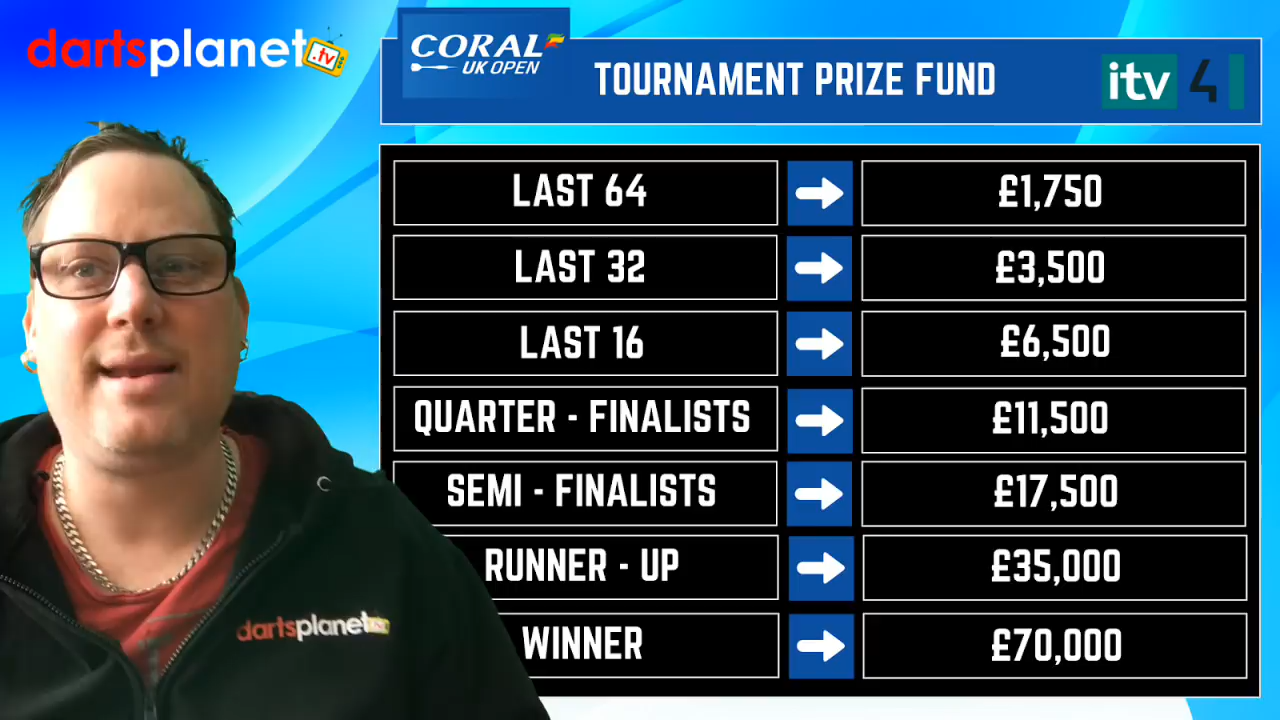 dartsplanet.tv
CORAL
UK OPEN
TOURNAMENT PRIZE FUND
itv 4
LAST 64 £1,750
LAST 32 £3,500
LAST 16 £6,500
QUARTER - FINALISTS £11,500
SEMI - FINALISTS £17,500
RUNNER - UP £35,000
WINNER £70,000
dartsplanet